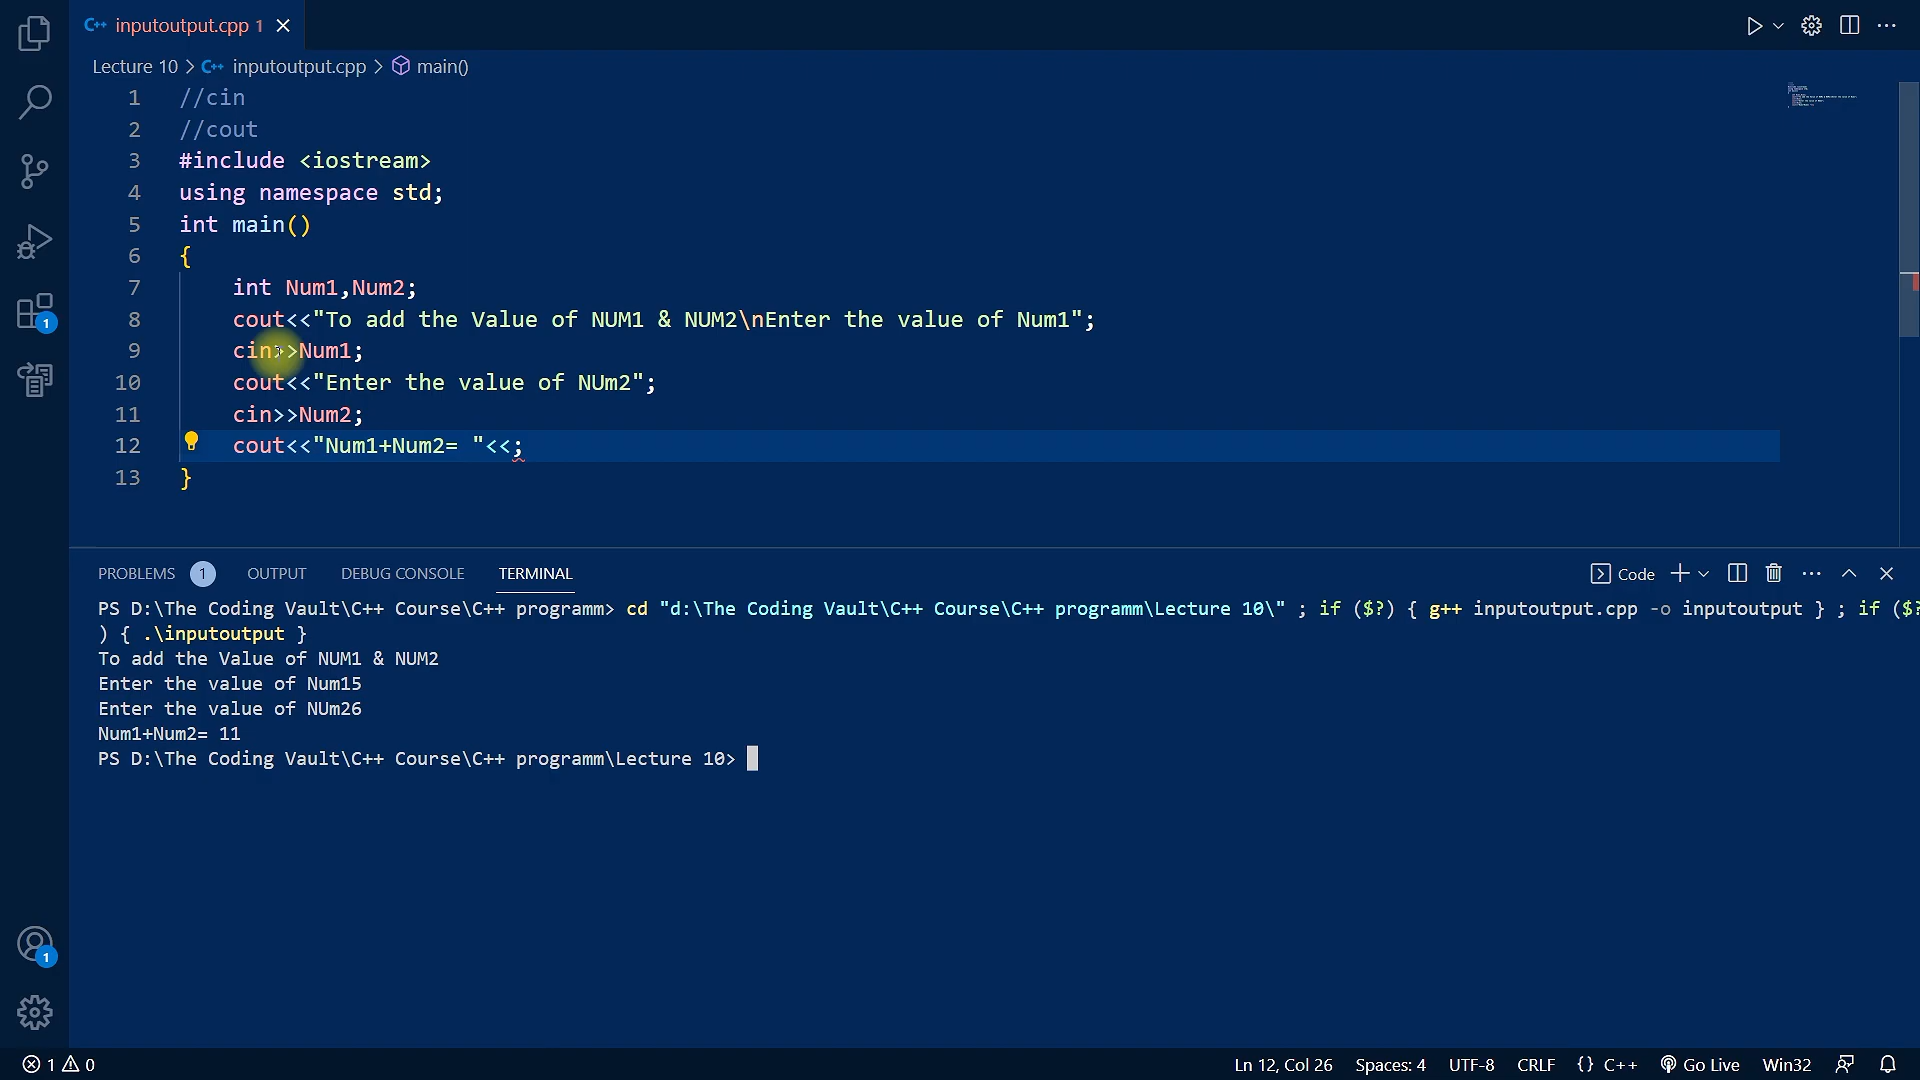 inputoutput.cpp 1
Lecture 10 > inputoutput.cpp > main()
1 //cin
2 //cout
3 #include <iostream>
4 using namespace std;
5 int main()
6 {
7 int Num1,Num2;
8 cout<<"To add the Value of NUM1 & NUM2\nEnter the value of Num1";
9 cin>>Num1;
10 cout<<"Enter the value of NUm2";
11 cin>>Num2;
12 cout<<"Num1+Num2= "<<;
13 }
1
PROBLEMS 1 OUTPUT DEBUG CONSOLE TERMINAL Code
PS D:\The Coding Vault\C++ Course\C++ programm> cd "d:\The Coding Vault\C++ Course\C++ programm\Lecture 10\" ; if ($?) { g++ inputoutput.cpp -o inputoutput } ; if ($?
) { .\inputoutput }
To add the Value of NUM1 & NUM2
Enter the value of Num15
Enter the value of NUm26
Num1+Num2= 11
PS D:\The Coding Vault\C++ Course\C++ programm\Lecture 10>
1
1 0 Ln 12, Col 26 Spaces: 4 UTF-8 CRLF {} C++ Go Live Win32